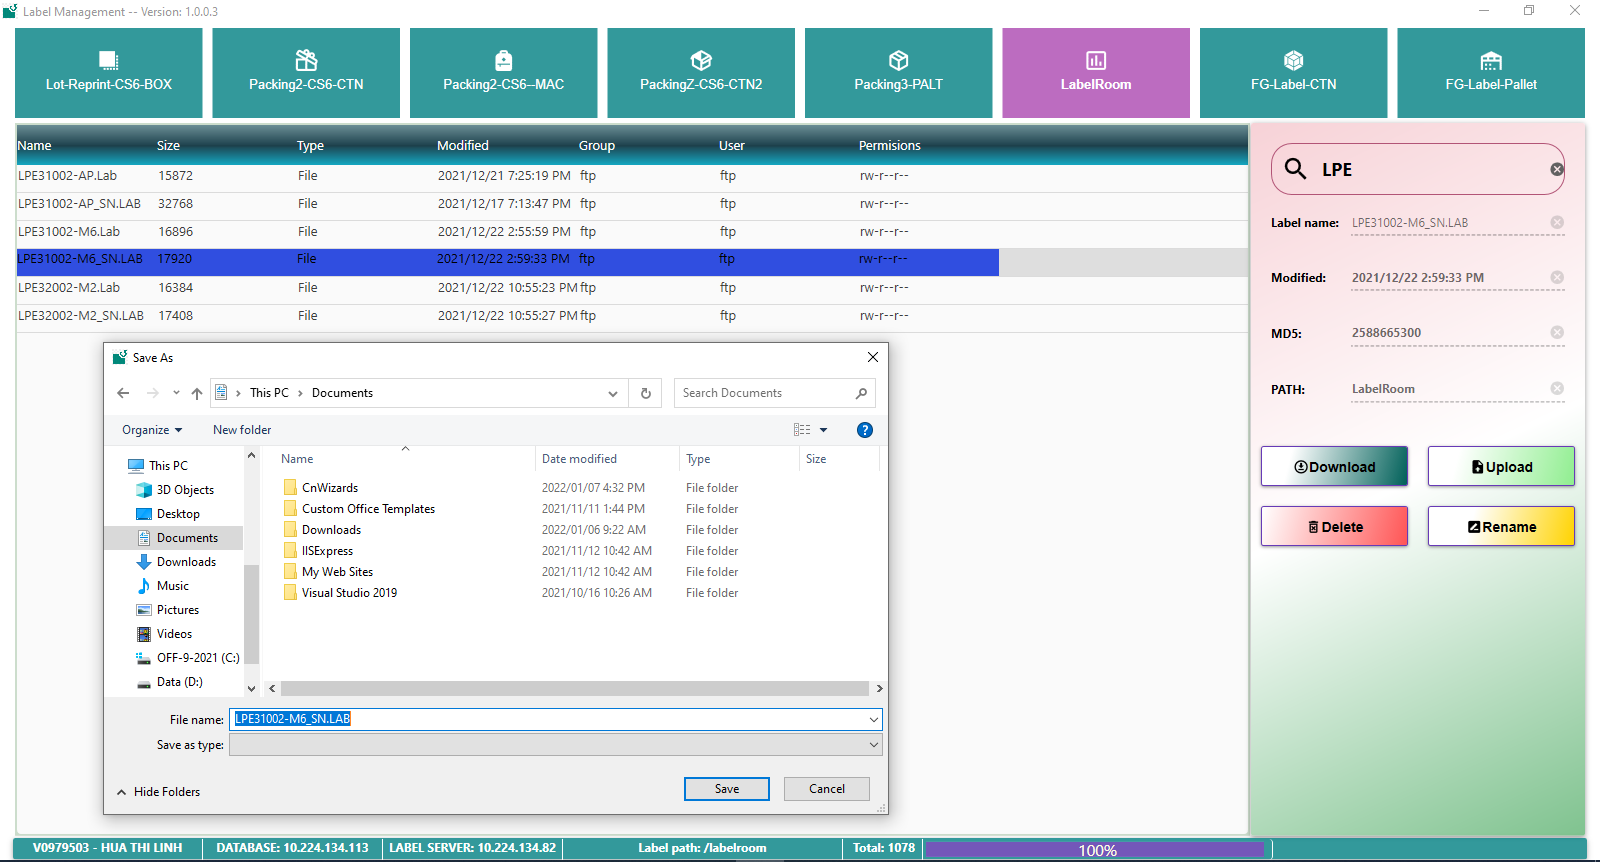 Label Management -- Version: 1.0.0.3
Lot-Reprint-CS6-BOX
Packing2-CS6-CTN
Packing2-CS6--MAC
PackingZ-CS6-CTN2
Packing3-PALT
LabelRoom
FG-Label-CTN
FG-Label-Pallet
Name Size Type Modified Group User Permisions
LPE31002-AP.Lab 15872 File 2021/12/21 7:25:19 PM ftp ftp rw-r--r--
LPE31002-AP_SN.LAB 32768 File 2021/12/17 7:13:47 PM ftp ftp rw-r--r--
LPE31002-M6.Lab 16896 File 2021/12/22 2:55:59 PM ftp ftp rw-r--r--
LPE31002-M6_SN.LAB 17920 File 2021/12/22 2:59:33 PM ftp ftp rw-r--r--
LPE32002-M2.Lab 16384 File 2021/12/22 10:55:23 PM ftp ftp rw-r--r--
LPE32002-M2_SN.LAB 17408 File 2021/12/22 10:55:27 PM ftp ftp rw-r--r--
LPE
Label name: LPE31002-M6_SN.LAB
Modified: 2021/12/22 2:59:33 PM
MD5: 2588665300
PATH: LabelRoom
Download
Upload
Delete
Rename
Save As
This PC > Documents
Search Documents
Organize
New folder
This PC
3D Objects
Desktop
Documents
Downloads
Music
Pictures
Videos
OFF-9-2021 (C:)
Data (D:)
Name Date modified Type Size
CnWizards 2022/01/07 4:32 PM File folder
Custom Office Templates 2021/11/11 1:44 PM File folder
Downloads 2022/01/06 9:22 AM File folder
IISExpress 2021/11/12 10:42 AM File folder
My Web Sites 2021/11/12 10:42 AM File folder
Visual Studio 2019 2021/10/16 10:26 AM File folder
File name: LPE31002-M6_SN.LAB
Save as type:
Hide Folders
Save
Cancel
V0979503 - HUA THI LINH
DATABASE: 10.224.134.113
LABEL SERVER: 10.224.134.82
Label path: /labelroom
Total: 1078
100%